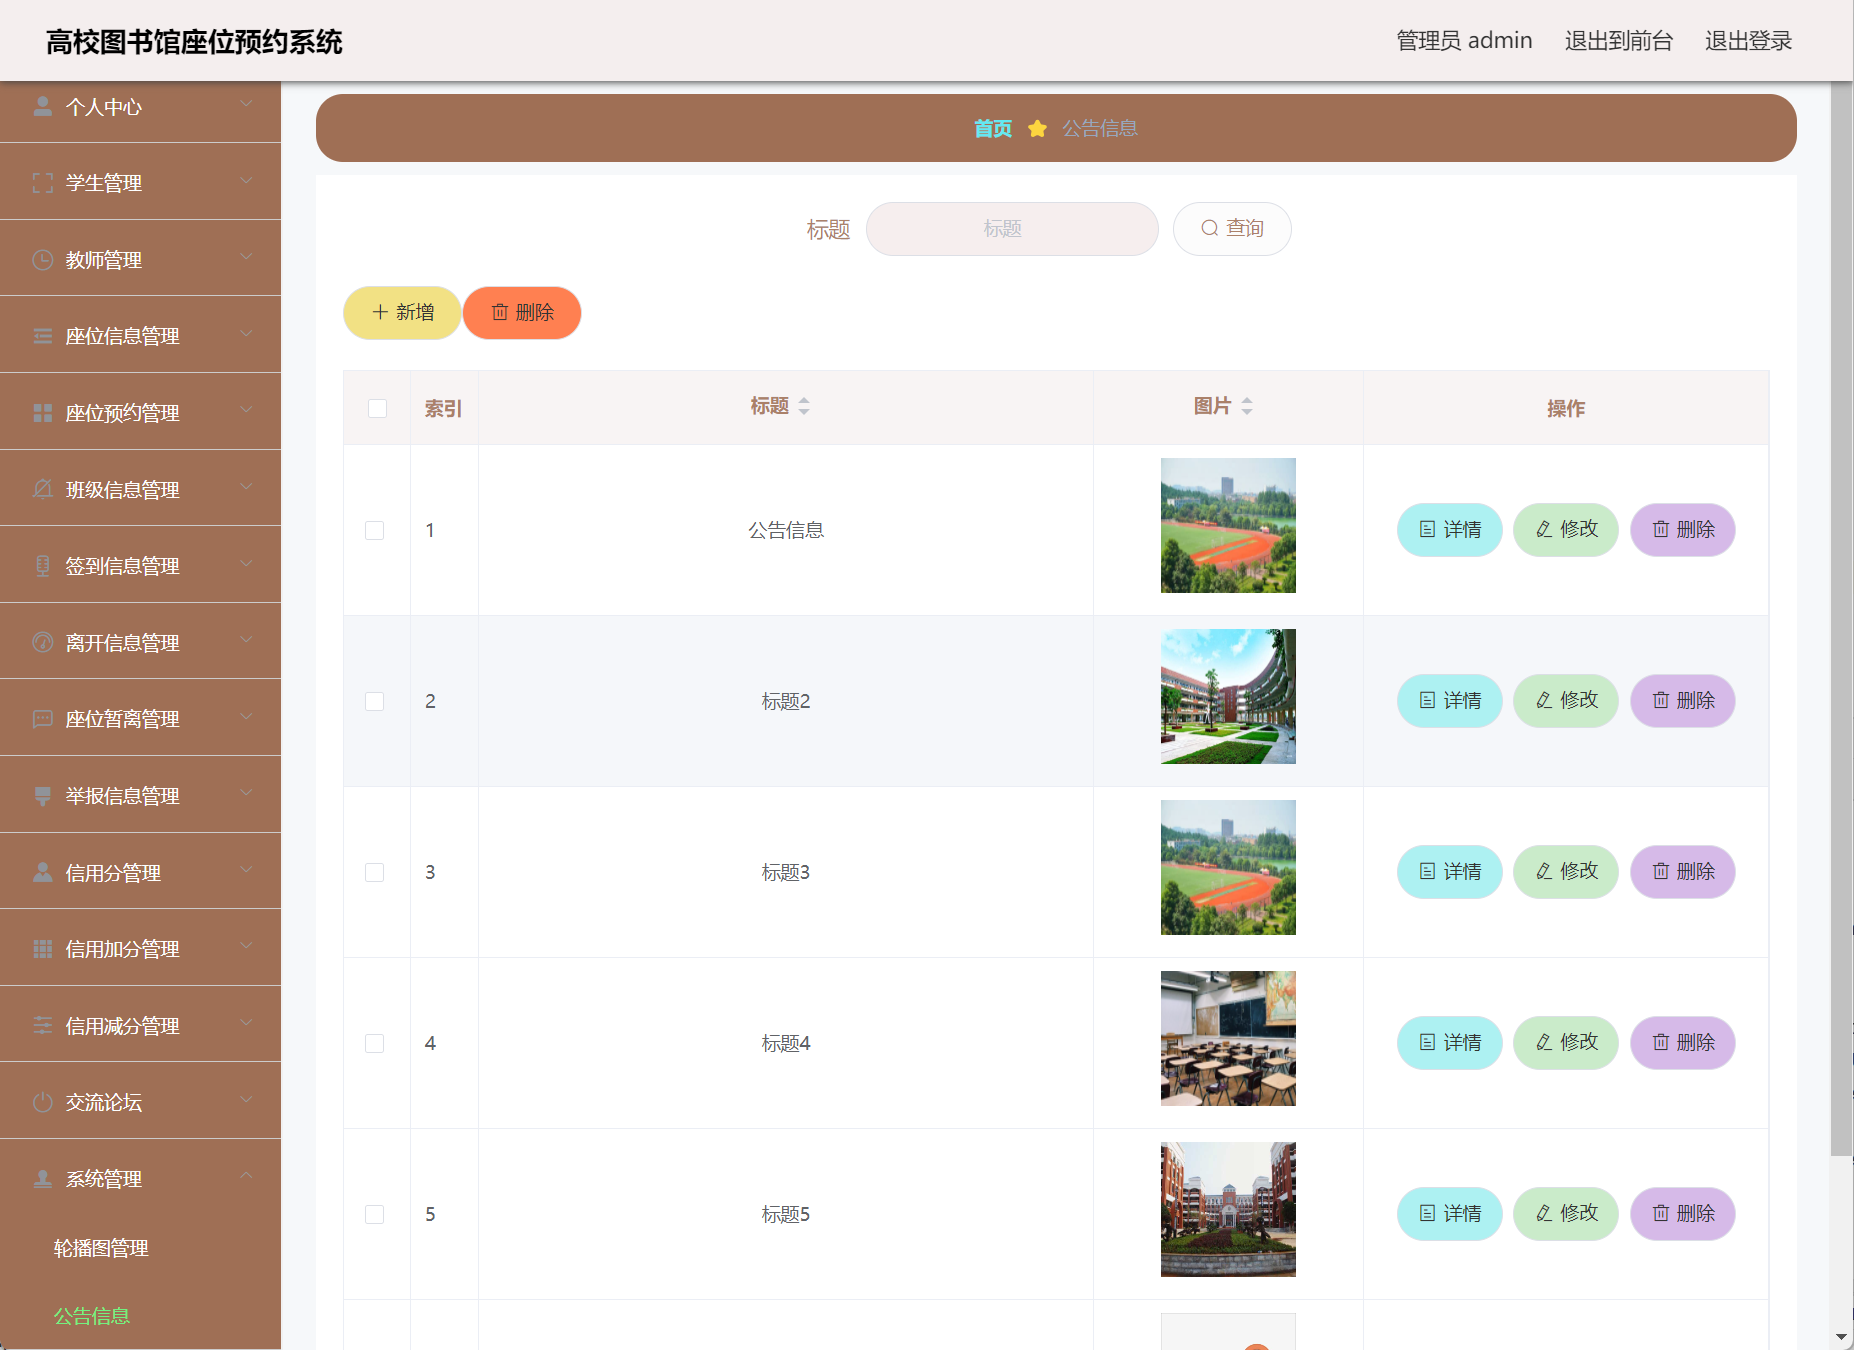 高校图书馆座位预约系统
管理员 admin 退出到前台 退出登录
个人中心
学生管理
教师管理
座位信息管理
座位预约管理
班级信息管理
签到信息管理
离开信息管理
座位暂离管理
举报信息管理
信用分管理
信用加分管理
信用减分管理
交流论坛
系统管理
轮播图管理
公告信息
首页 公告信息
标题 标题 查询
新增 删除
索引 标题 图片 操作
1 公告信息 详情 修改 删除
2 标题2 详情 修改 删除
3 标题3 详情 修改 删除
4 标题4 详情 修改 删除
5 标题5 详情 修改 删除